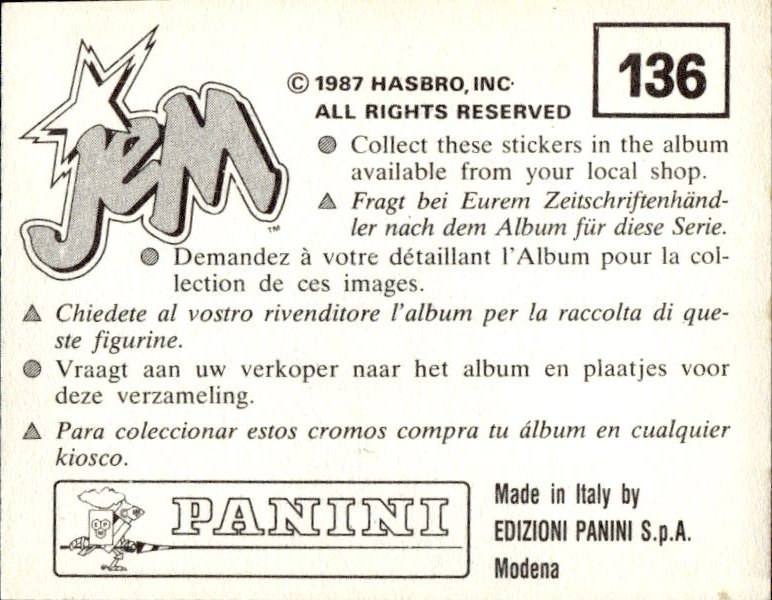 JEM
™
© 1987 HASBRO, INC.
ALL RIGHTS RESERVED
136
Collect these stickers in the album
available from your local shop.
Fragt bei Eurem Zeitschriftenhänd-
ler nach dem Album für diese Serie.
Demandez à votre détaillant l'Album pour la col-
lection de ces images.
Chiedete al vostro rivenditore l'album per la raccolta di que-
ste figurine.
Vraagt aan uw verkoper naar het album en plaatjes voor
deze verzameling.
Para coleccionar estos cromos compra tu álbum en cualquier
kiosco.
PANINI
Made in Italy by
EDIZIONI PANINI S.p.A.
Modena